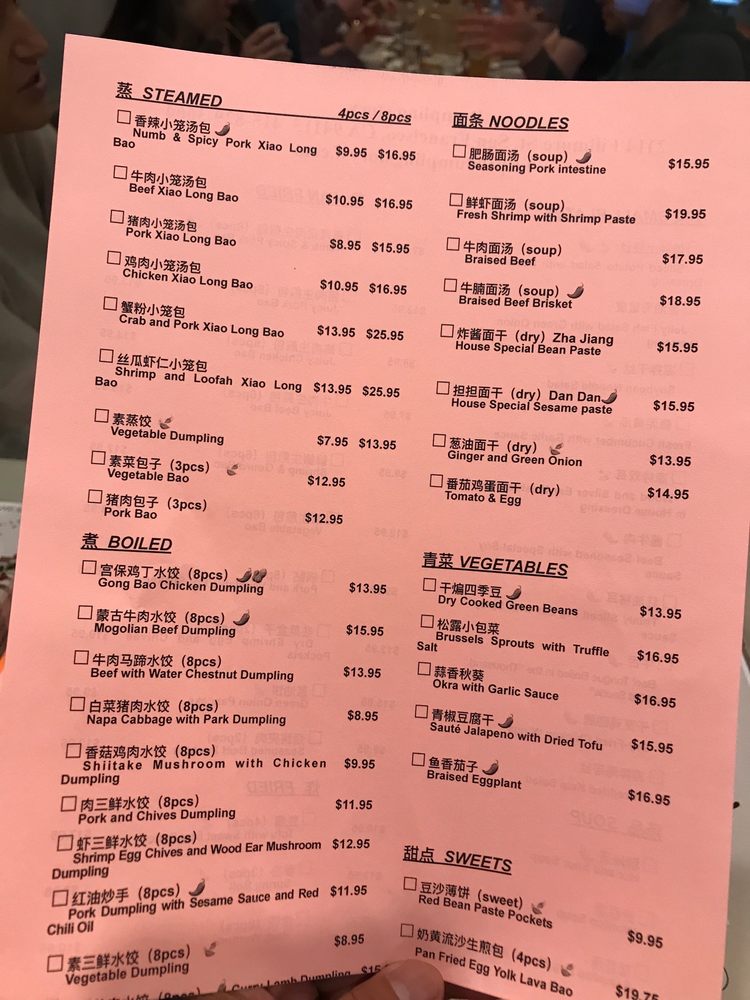 蒸 STEAMED
4pcs / 8pcs
香辣小笼汤包
Numb & Spicy Pork Xiao Long $9.95 $16.95
Bao
牛肉小笼汤包
Beef Xiao Long Bao $10.95 $16.95
猪肉小笼汤包
Pork Xiao Long Bao $8.95 $15.95
鸡肉小笼汤包
Chicken Xiao Long Bao $10.95 $16.95
蟹粉小笼包
Crab and Pork Xiao Long Bao $13.95 $25.95
丝瓜虾仁小笼包
Shrimp and Loofah Xiao Long $13.95 $25.95
Bao
素蒸饺
Vegetable Dumpling $7.95 $13.95
素菜包子 (3pcs)
Vegetable Bao $12.95
猪肉包子 (3pcs)
Pork Bao $12.95
煮 BOILED
宫保鸡丁水饺 (8pcs)
Gong Bao Chicken Dumpling $13.95
蒙古牛肉水饺 (8pcs)
Mogolian Beef Dumpling $15.95
牛肉马蹄水饺 (8pcs)
Beef with Water Chestnut Dumpling $13.95
白菜猪肉水饺 (8pcs)
Napa Cabbage with Park Dumpling $8.95
香菇鸡肉水饺 (8pcs)
Shiitake Mushroom with Chicken $9.95
Dumpling
肉三鲜水饺 (8pcs)
Pork and Chives Dumpling $11.95
虾三鲜水饺 (8pcs)
Shrimp Egg Chives and Wood Ear Mushroom $12.95
Dumpling
红油炒手 (8pcs)
Pork Dumpling with Sesame Sauce and Red $11.95
Chili Oil
素三鲜水饺 (8pcs)
Vegetable Dumpling $8.95
肉水饺 (8pcs) Curry Lamb Dumpling
面条 NOODLES
肥肠面汤 (soup)
Seasoning Pork intestine $15.95
鲜虾面汤 (soup)
Fresh Shrimp with Shrimp Paste $19.95
牛肉面汤 (soup)
Braised Beef $17.95
牛腩面汤 (soup)
Braised Beef Brisket $18.95
炸酱面干 (dry) Zha Jiang
House Special Bean Paste $15.95
担担面干 (dry) Dan Dan
House Special Sesame paste $15.95
葱油面干 (dry)
Ginger and Green Onion $13.95
番茄鸡蛋面干 (dry)
Tomato & Egg $14.95
青菜 VEGETABLES
干煸四季豆
Dry Cooked Green Beans $13.95
松露小包菜
Brussels Sprouts with Truffle $16.95
Salt
蒜香秋葵
Okra with Garlic Sauce $16.95
青椒豆腐干
Sauté Jalapeno with Dried Tofu $15.95
鱼香茄子
Braised Eggplant $16.95
甜点 SWEETS
豆沙薄饼 (sweet)
Red Bean Paste Pockets $9.95
奶黄流沙生煎包 (4pcs)
Pan Fried Egg Yolk Lava Bao $19.75